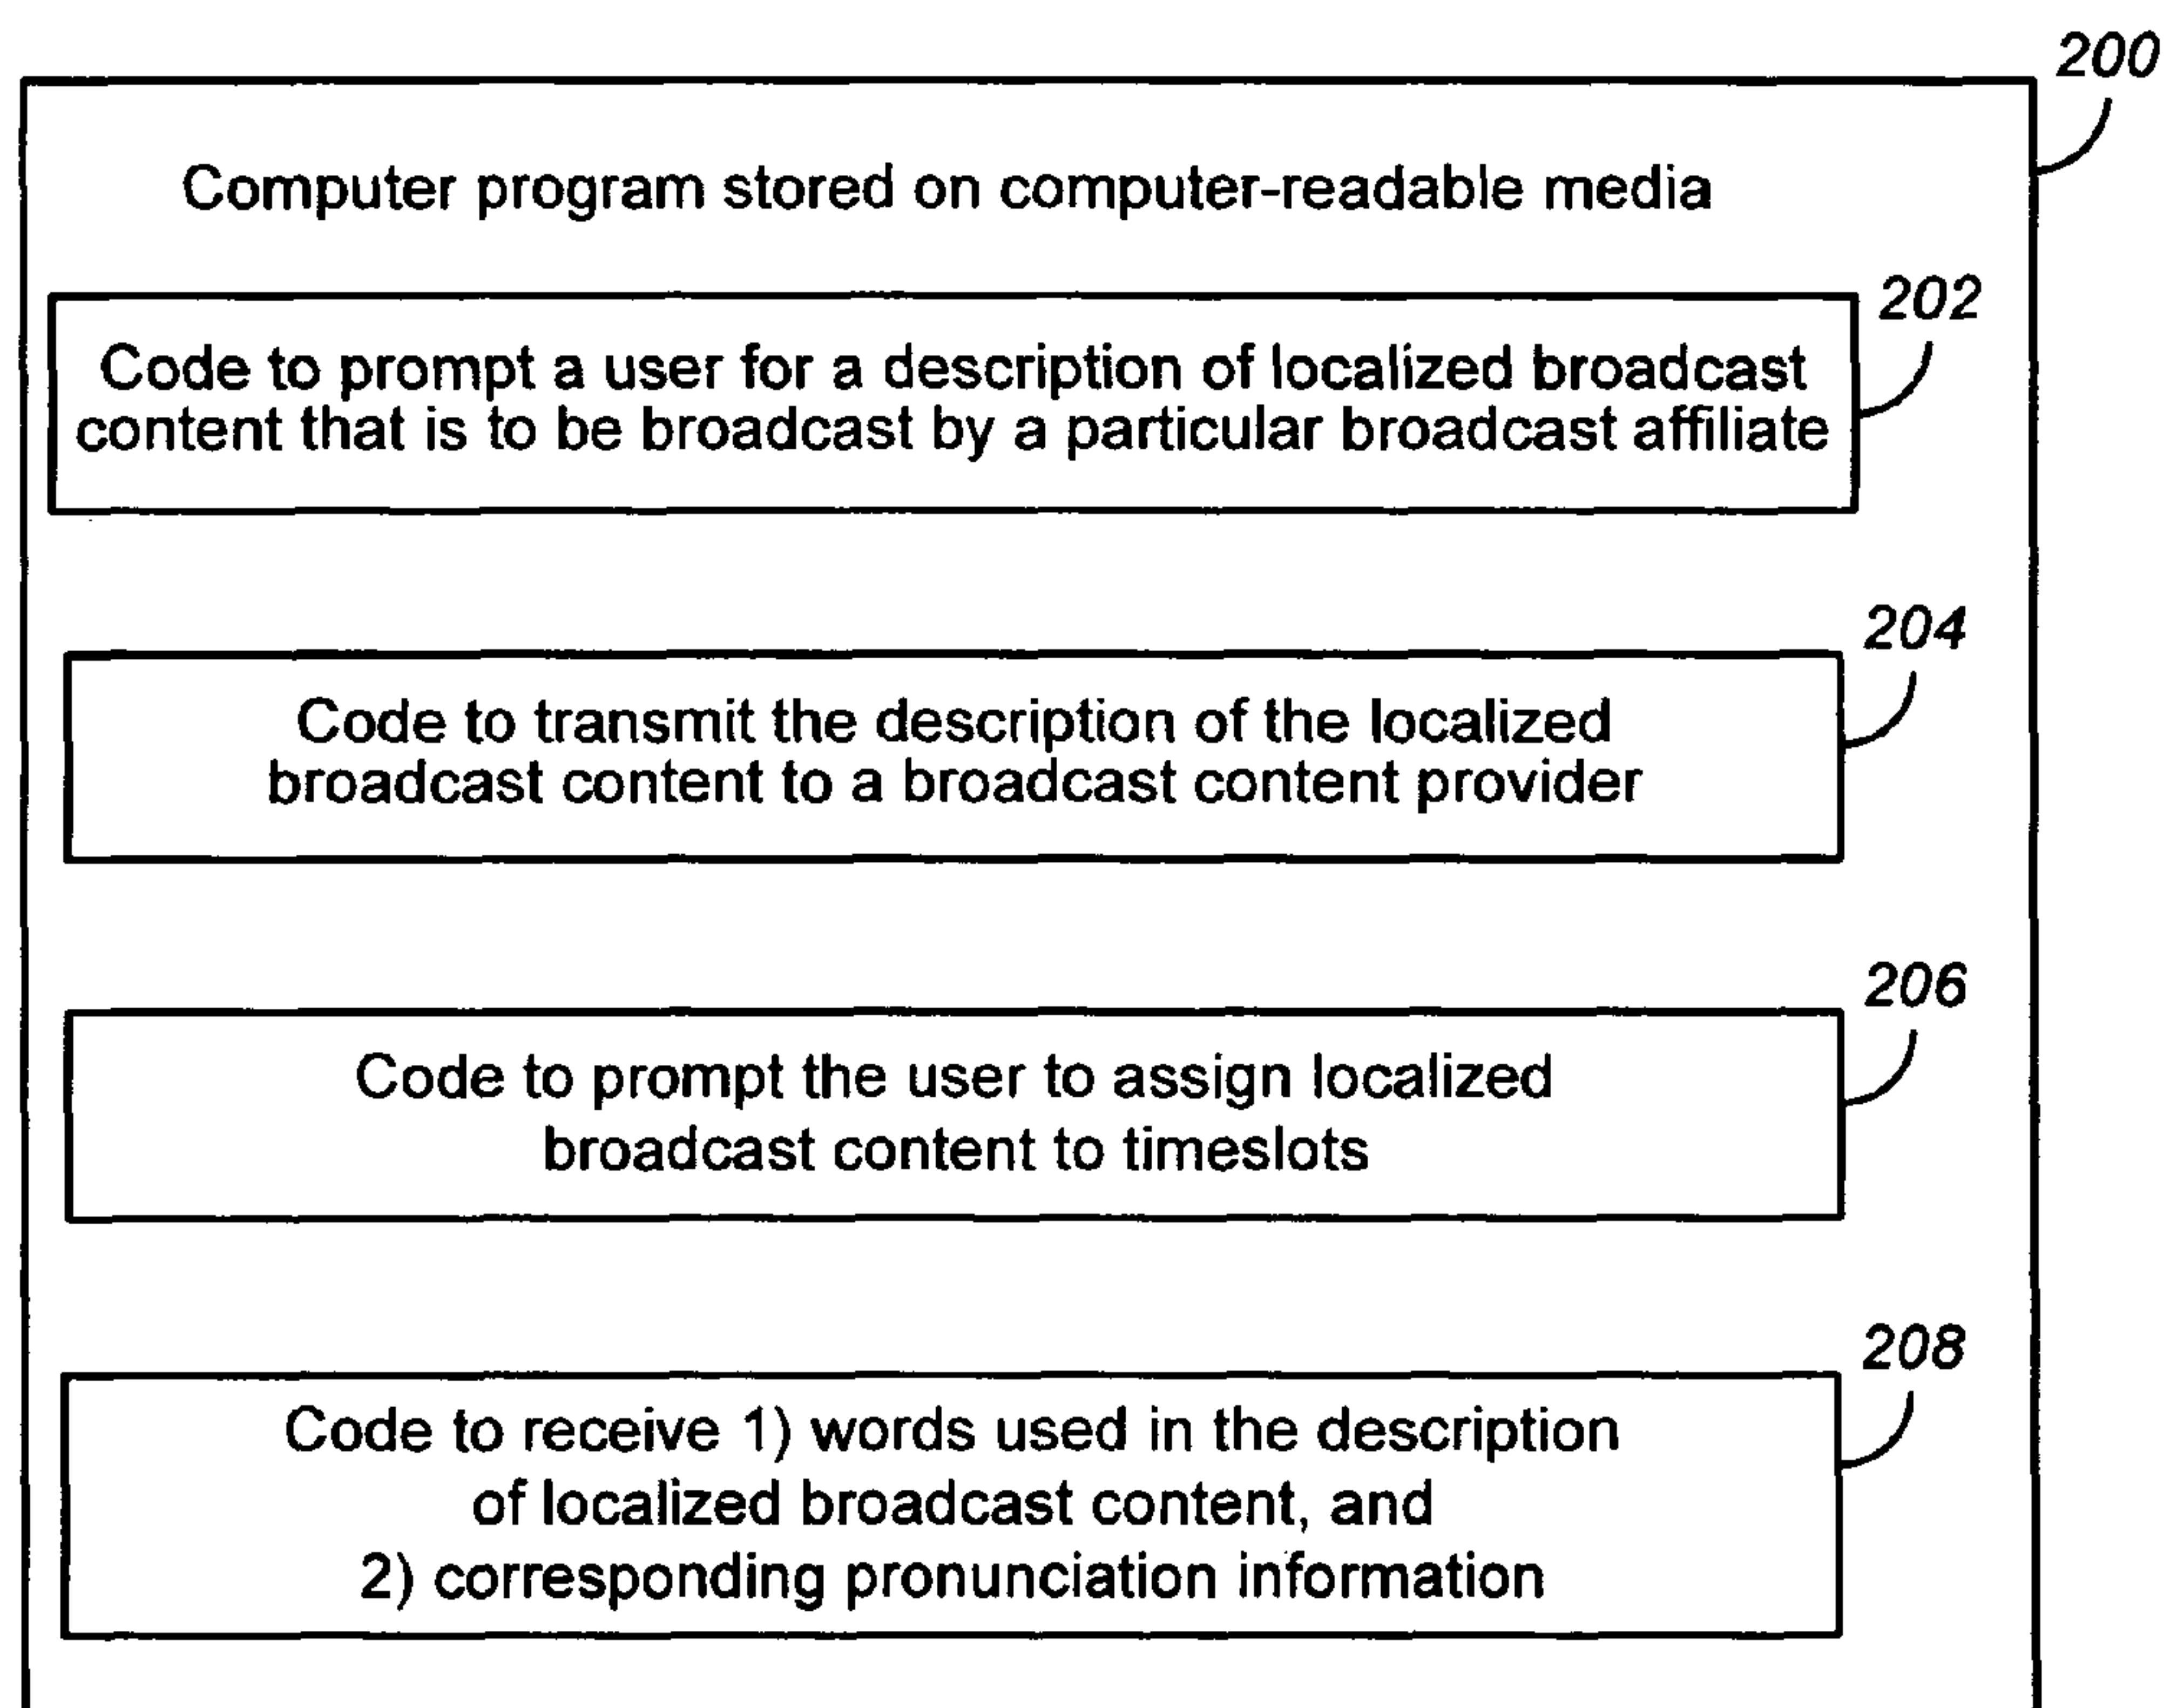 200
Computer program stored on computer-readable media
202
Code to prompt a user for a description of localized broadcast
content that is to be broadcast by a particular broadcast affiliate
204
Code to transmit the description of the localized
broadcast content to a broadcast content provider
206
Code to prompt the user to assign localized
broadcast content to timeslots
208
Code to receive 1) words used in the description
of localized broadcast content, and
2) corresponding pronunciation information